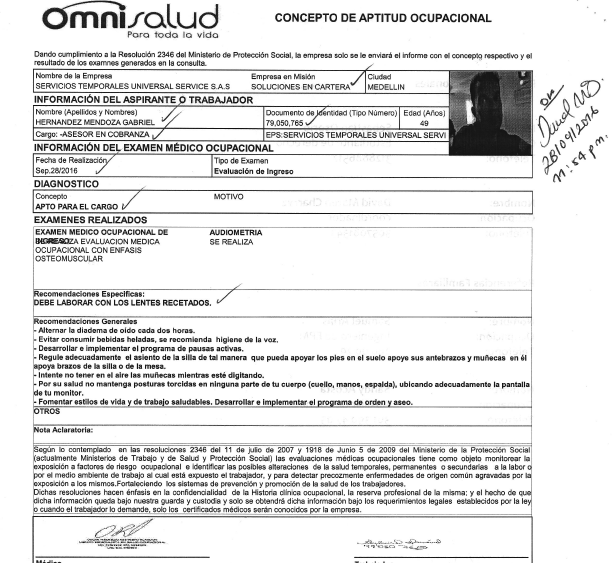 Omnisalud
Para toda la vida
CONCEPTO DE APTITUD OCUPACIONAL
Dando cumplimiento a la Resolución 2346 del Ministerio de Protección Social, la empresa solo se le enviará el informe con el concepto respectivo y el
resultado de los examnes generados en la consulta.
Nombre de la Empresa Empresa en Misión Ciudad
SERVICIOS TEMPORALES UNIVERSAL SERVICE S.A.S SOLUCIONES EN CARTERA MEDELLIN
INFORMACIÓN DEL ASPIRANTE O TRABAJADOR
Nombre (Apellidos y Nombres) Documento de Identidad (Tipo Número) Edad (Años)
HERNANDEZ MENDOZA GABRIEL 79,050,765 49
Cargo: -ASESOR EN COBRANZA EPS:SERVICIOS TEMPORALES UNIVERSAL SERVI
28/09/2016
INFORMACIÓN DEL EXAMEN MÉDICO OCUPACIONAL
Fecha de Realización Tipo de Examen
Sep.28/2016 Evaluación de Ingreso
DIAGNOSTICO
Concepto MOTIVO
APTO PARA EL CARGO
EXAMENES REALIZADOS
EXAMEN MEDICO OCUPACIONAL DE AUDIOMETRIA
INGRESO EVALUACION MEDICA SE REALIZA
OCUPACIONAL CON ENFASIS
OSTEOMUSCULAR
Recomendaciones Especificas:
DEBE LABORAR CON LOS LENTES RECETADOS.
Recomendaciones Generales
- Alternar la diadema de oido cada dos horas.
- Evitar consumir bebidas heladas, se recomienda higiene de la voz.
- Desarrollar e implementar el programa de pausas activas.
- Regule adecuadamente el asiento de la silla de tal manera que pueda apoyar los pies en el suelo apoye sus antebrazos y muñecas en él
apoya brazos de la silla o de la mesa.
- Intente no tener en el aire las muñecas mientras esté digitando.
- Por su salud no mantenga posturas torcidas en ninguna parte de tu cuerpo (cuello, manos, espalda), ubicando adecuadamente la pantalla
de tu monitor.
- Fomentar estilos de vida y de trabajo saludables. Desarrollar e implementar el programa de orden y aseo.
OTROS
Nota Aclaratoria:
Según lo contemplado en las resoluciones 2346 del 11 de julio de 2007 y 1918 de Junio 5 de 2009 del Ministerio de la Protección Social
(actualmente Ministerios de Trabajo y de Salud y Protección Social) las evaluaciones médicas ocupacionales tiene como objeto monitorear la
exposición a factores de riesgo ocupacional e identificar las posibles alteraciones de la salud temporales, permanentes o secundarias a la labor o
por el medio ambiente de trabajo al cual está expuesto el trabajador, y para detectar precozmente enfermedades de origen común agravadas por la
exposición a los mismos.Fortaleciendo los sistemas de prevención y promoción de la salud de los trabajadores.
Dichas resoluciones hacen énfasis en la confidencialidad de la Historia clínica ocupacional, la reserva profesional de la misma; y el hecho de que
dicha información queda bajo nuestra guarda y custodia y solo se obtendrá dicha información bajo los requerimientos legales establecidos por la ley
o cuando el trabajador lo demande, solo los certificados médicos serán conocidos por la empresa.